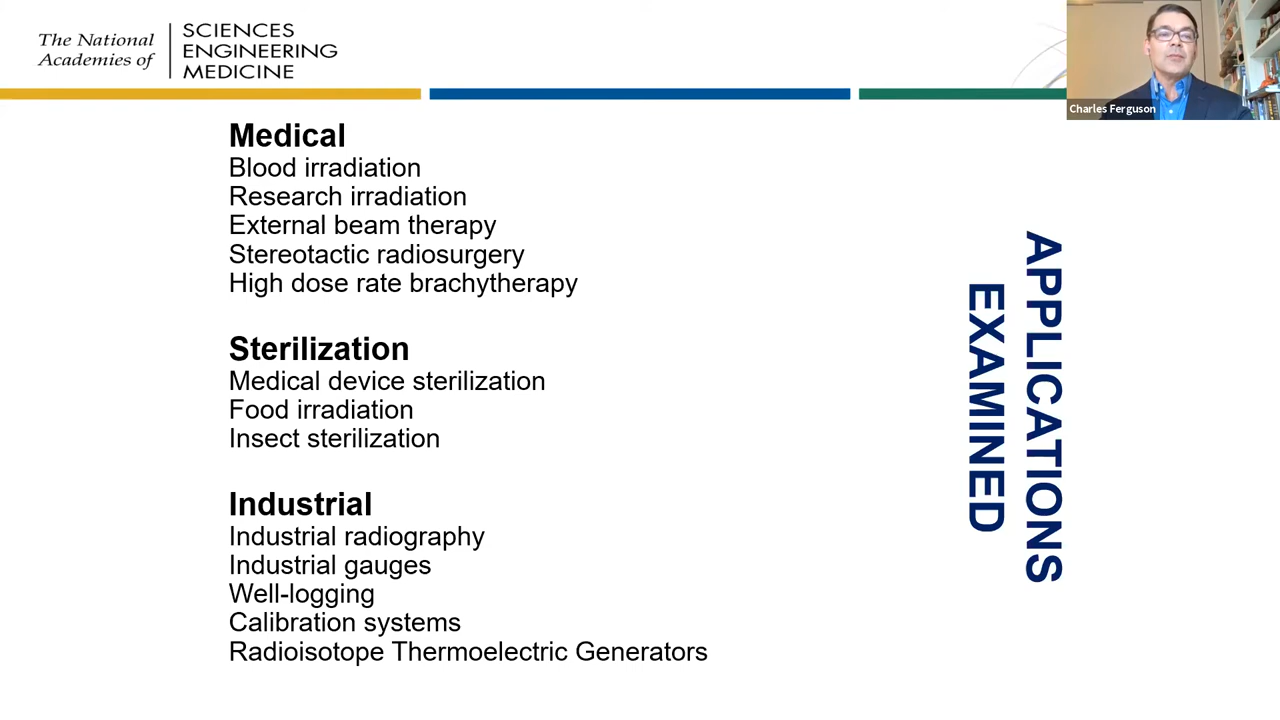 The National
Academies of
SCIENCES
ENGINEERING
MEDICINE
Charles Ferguson
Medical
Blood irradiation
Research irradiation
External beam therapy
Stereotactic radiosurgery
High dose rate brachytherapy
Sterilization
Medical device sterilization
Food irradiation
Insect sterilization
Industrial
Industrial radiography
Industrial gauges
Well-logging
Calibration systems
Radioisotope Thermoelectric Generators
APPLICATIONS
EXAMINED